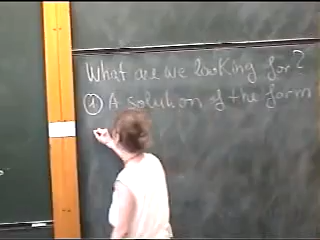 What are we looking for?
① A solution of the form